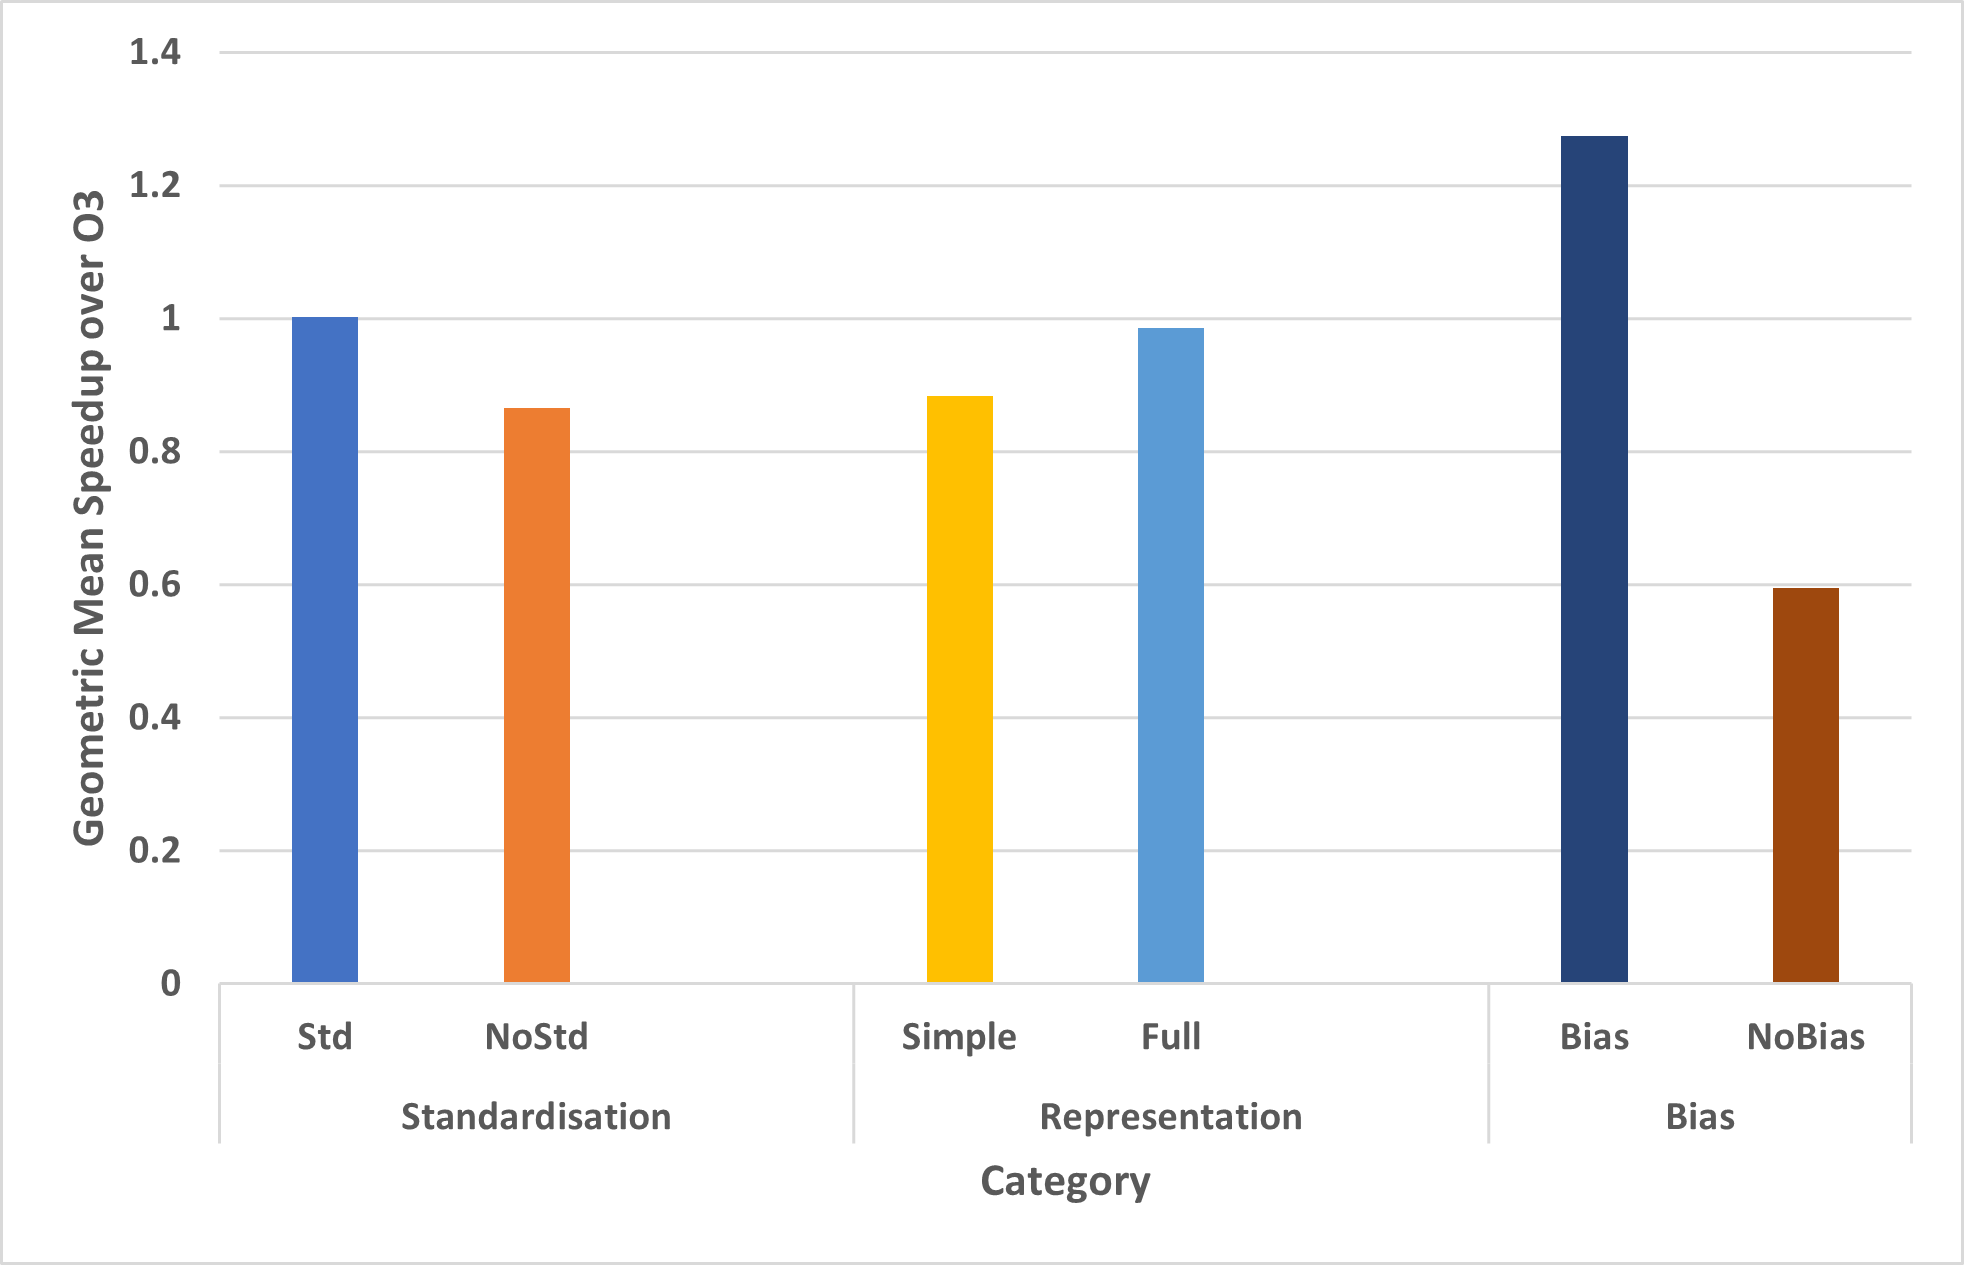 Geometric Mean Speedup over O3
1.4
1.2
1
0.8
0.6
0.4
0.2
0
Std NoStd Simple Full Bias NoBias
Standardisation Representation Bias
Category